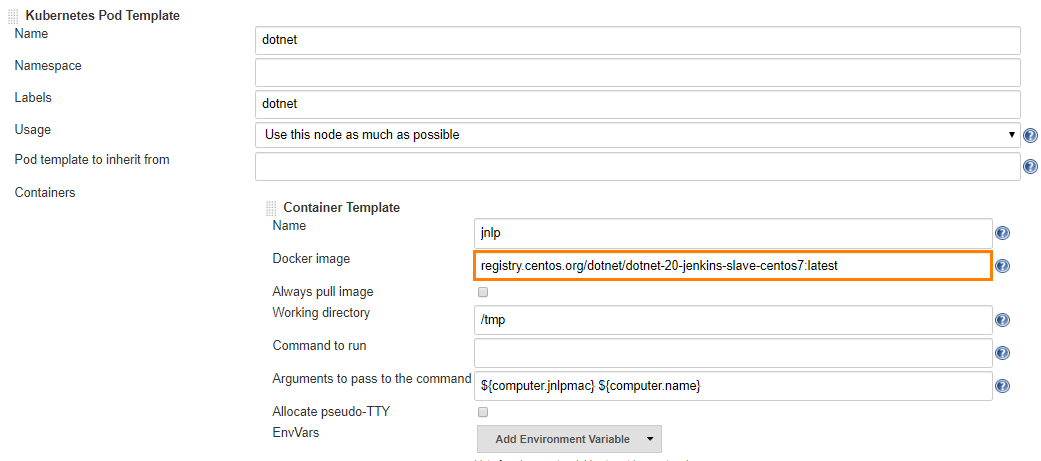 Kubernetes Pod Template
Name
dotnet
Namespace
Labels
dotnet
Usage
Use this node as much as possible
Pod template to inherit from
Containers
Container Template
Name
jnlp
Docker image
registry.centos.org/dotnet/dotnet-20-jenkins-slave-centos7:latest
Always pull image
Working directory
/tmp
Command to run
Arguments to pass to the command
${computer.jnlpmac} ${computer.name}
Allocate pseudo-TTY
EnvVars
Add Environment Variable